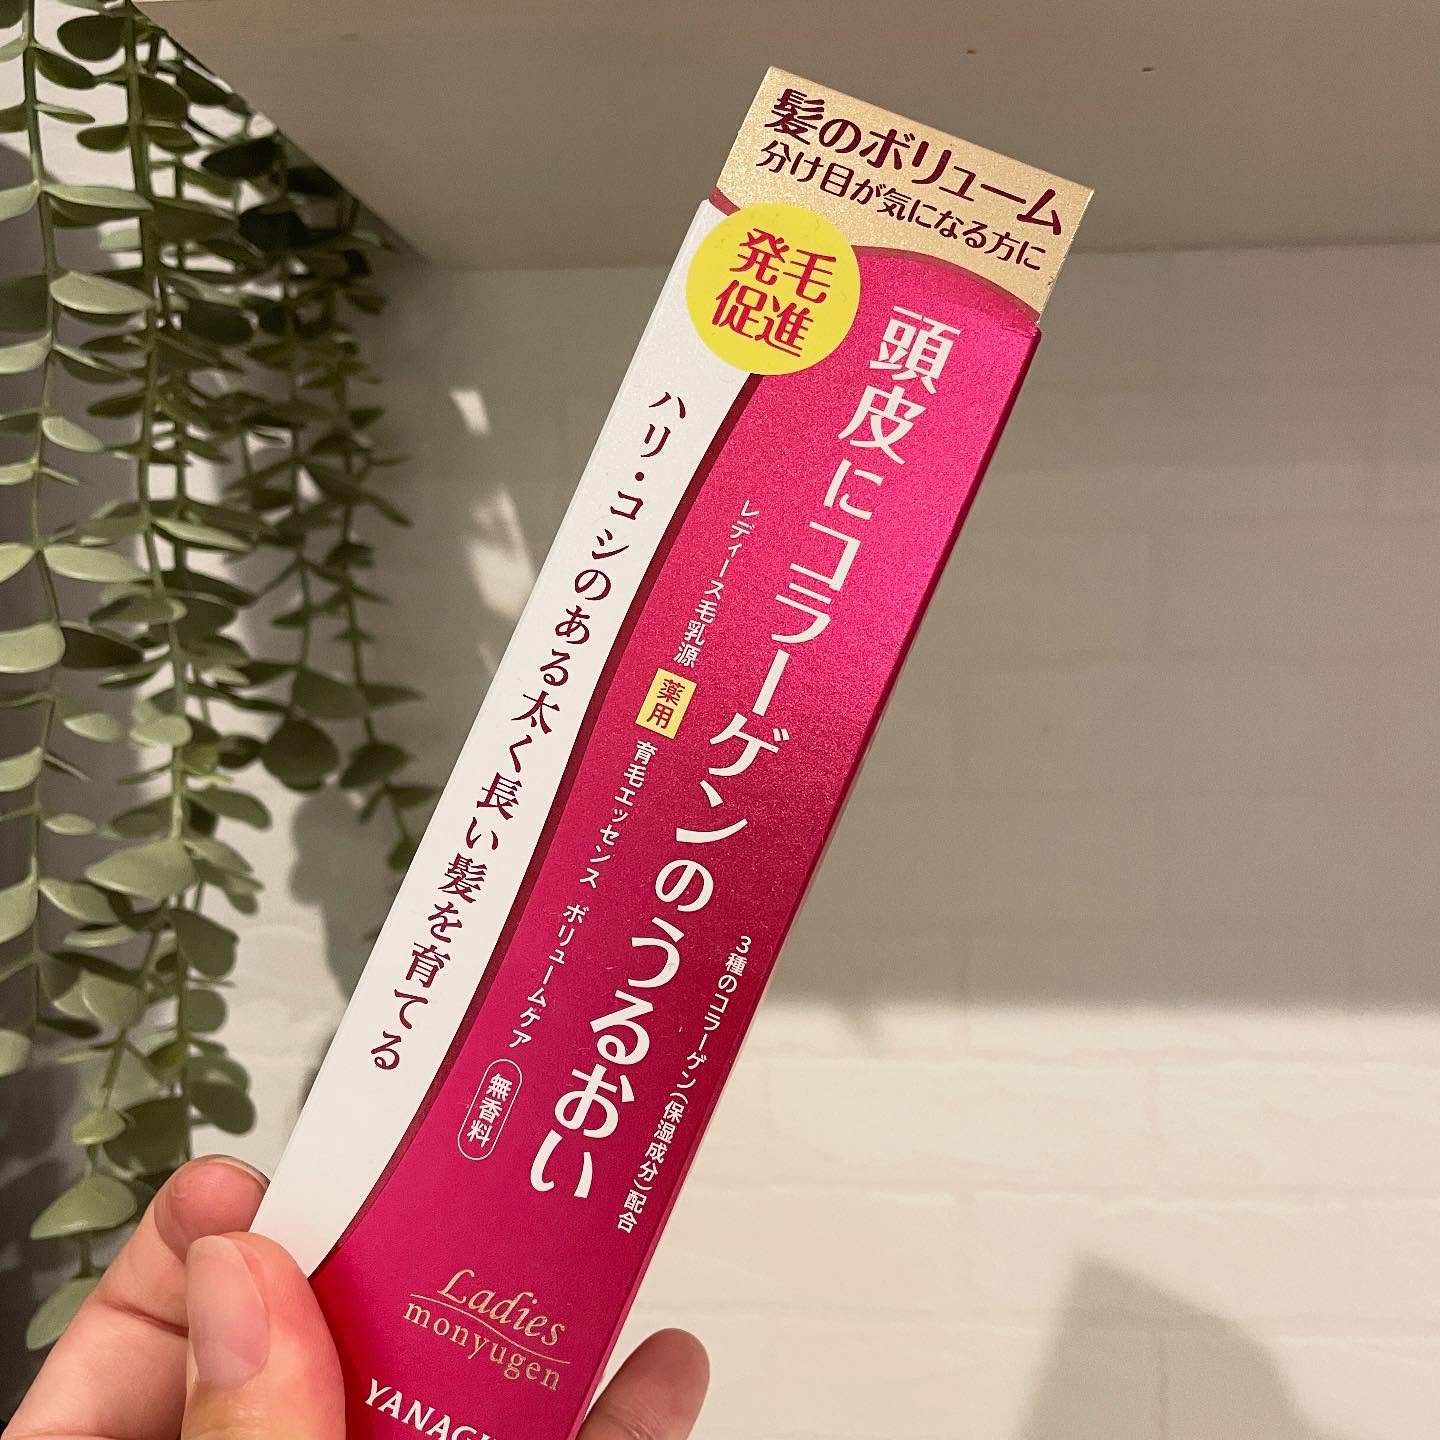 髪のボリューム
分け目が気になる方に
発毛
促進
頭皮にコラーゲンのうるおい
3種のコラーゲン(保湿成分)配合
レディース毛乳源
薬用
育毛エッセンス ボリュームケア
無香料
ハリ・コシのある太く長い髪を育てる
Ladies
monyugen